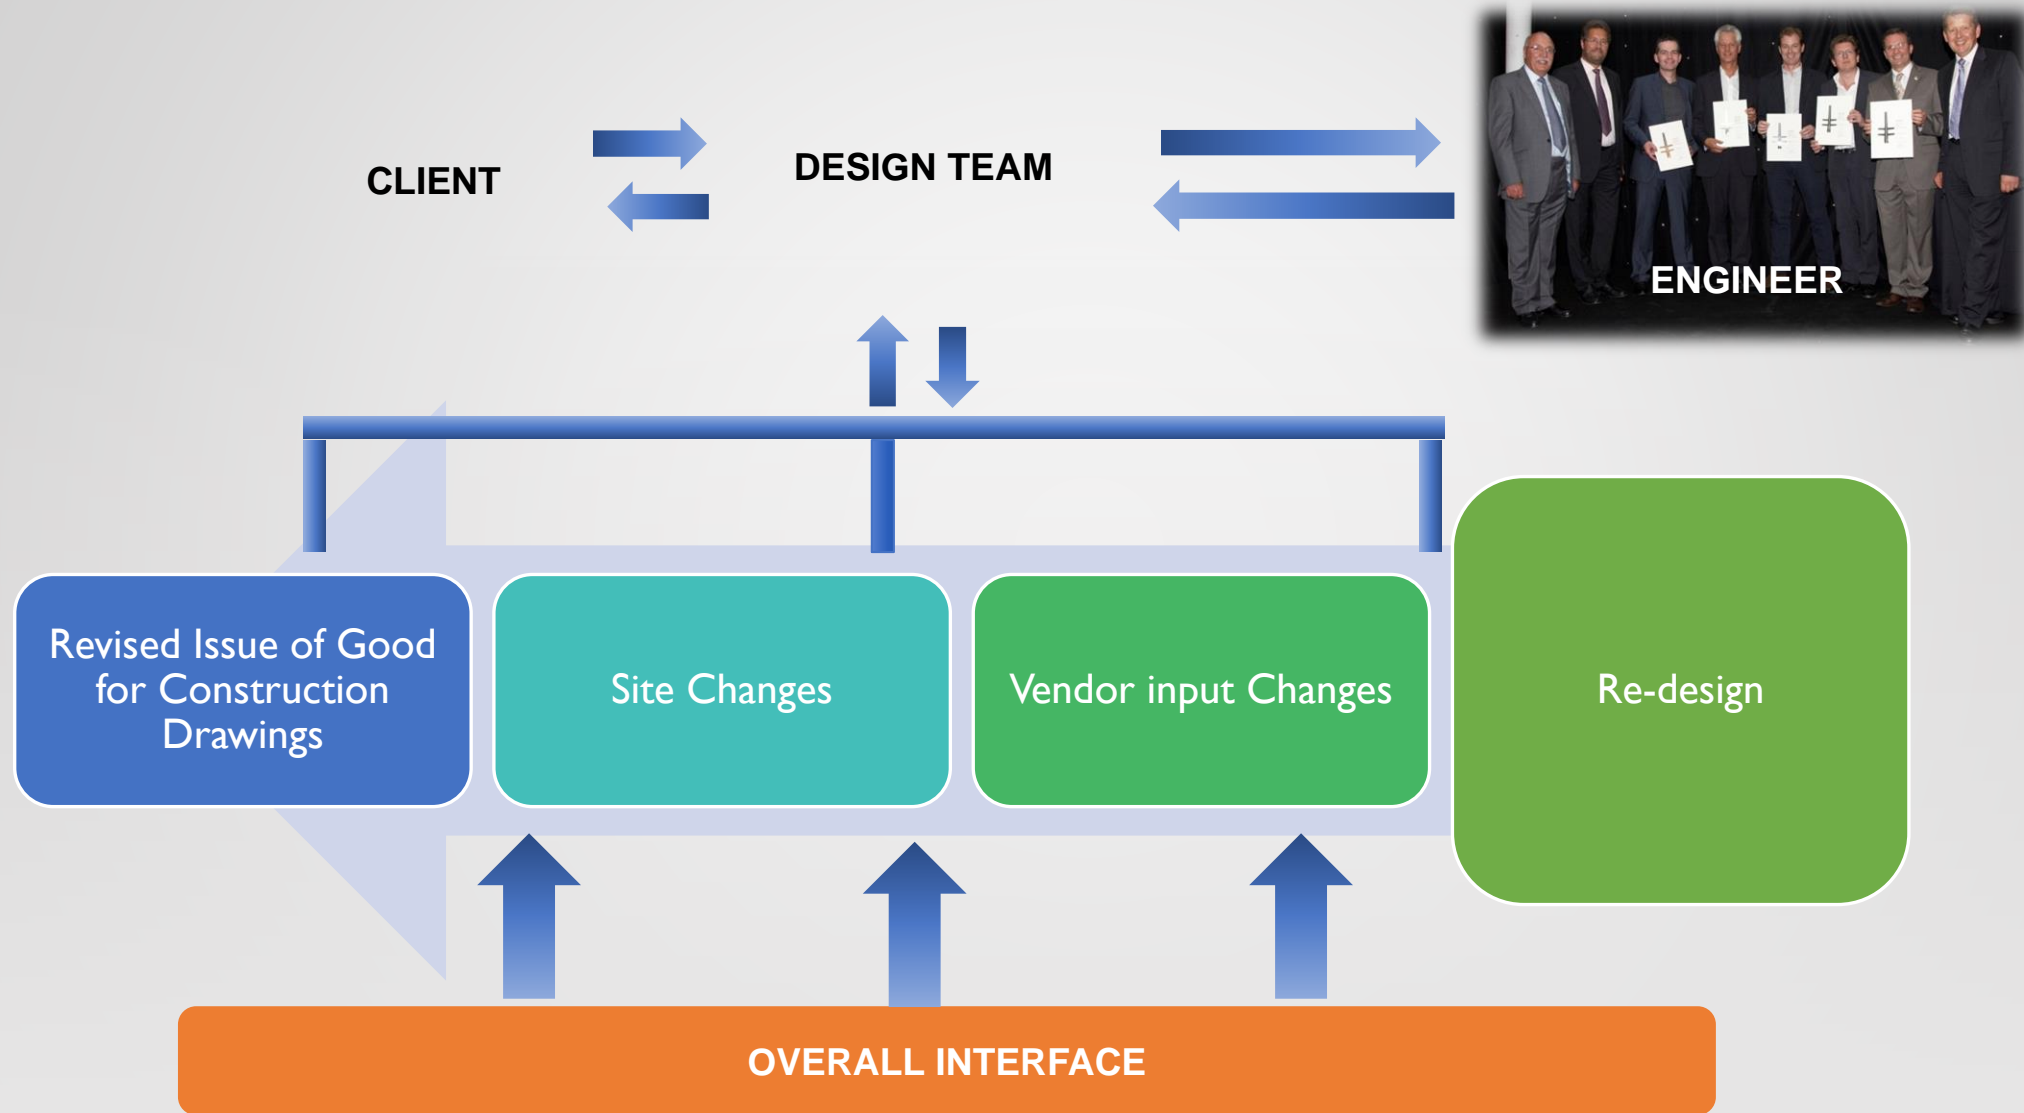 CLIENT
DESIGN TEAM
ENGINEER
Revised Issue of Good
for Construction
Drawings
Site Changes
Vendor input Changes
Re-design
OVERALL INTERFACE